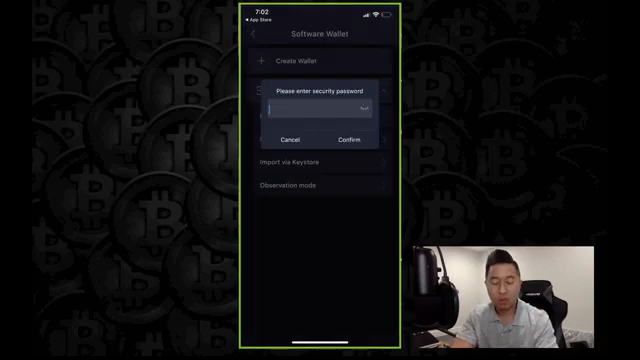 7:02
App Store
Software Wallet
Create Wallet
Please enter security password
Cancel
Confirm
Import via Keystore
Observation mode